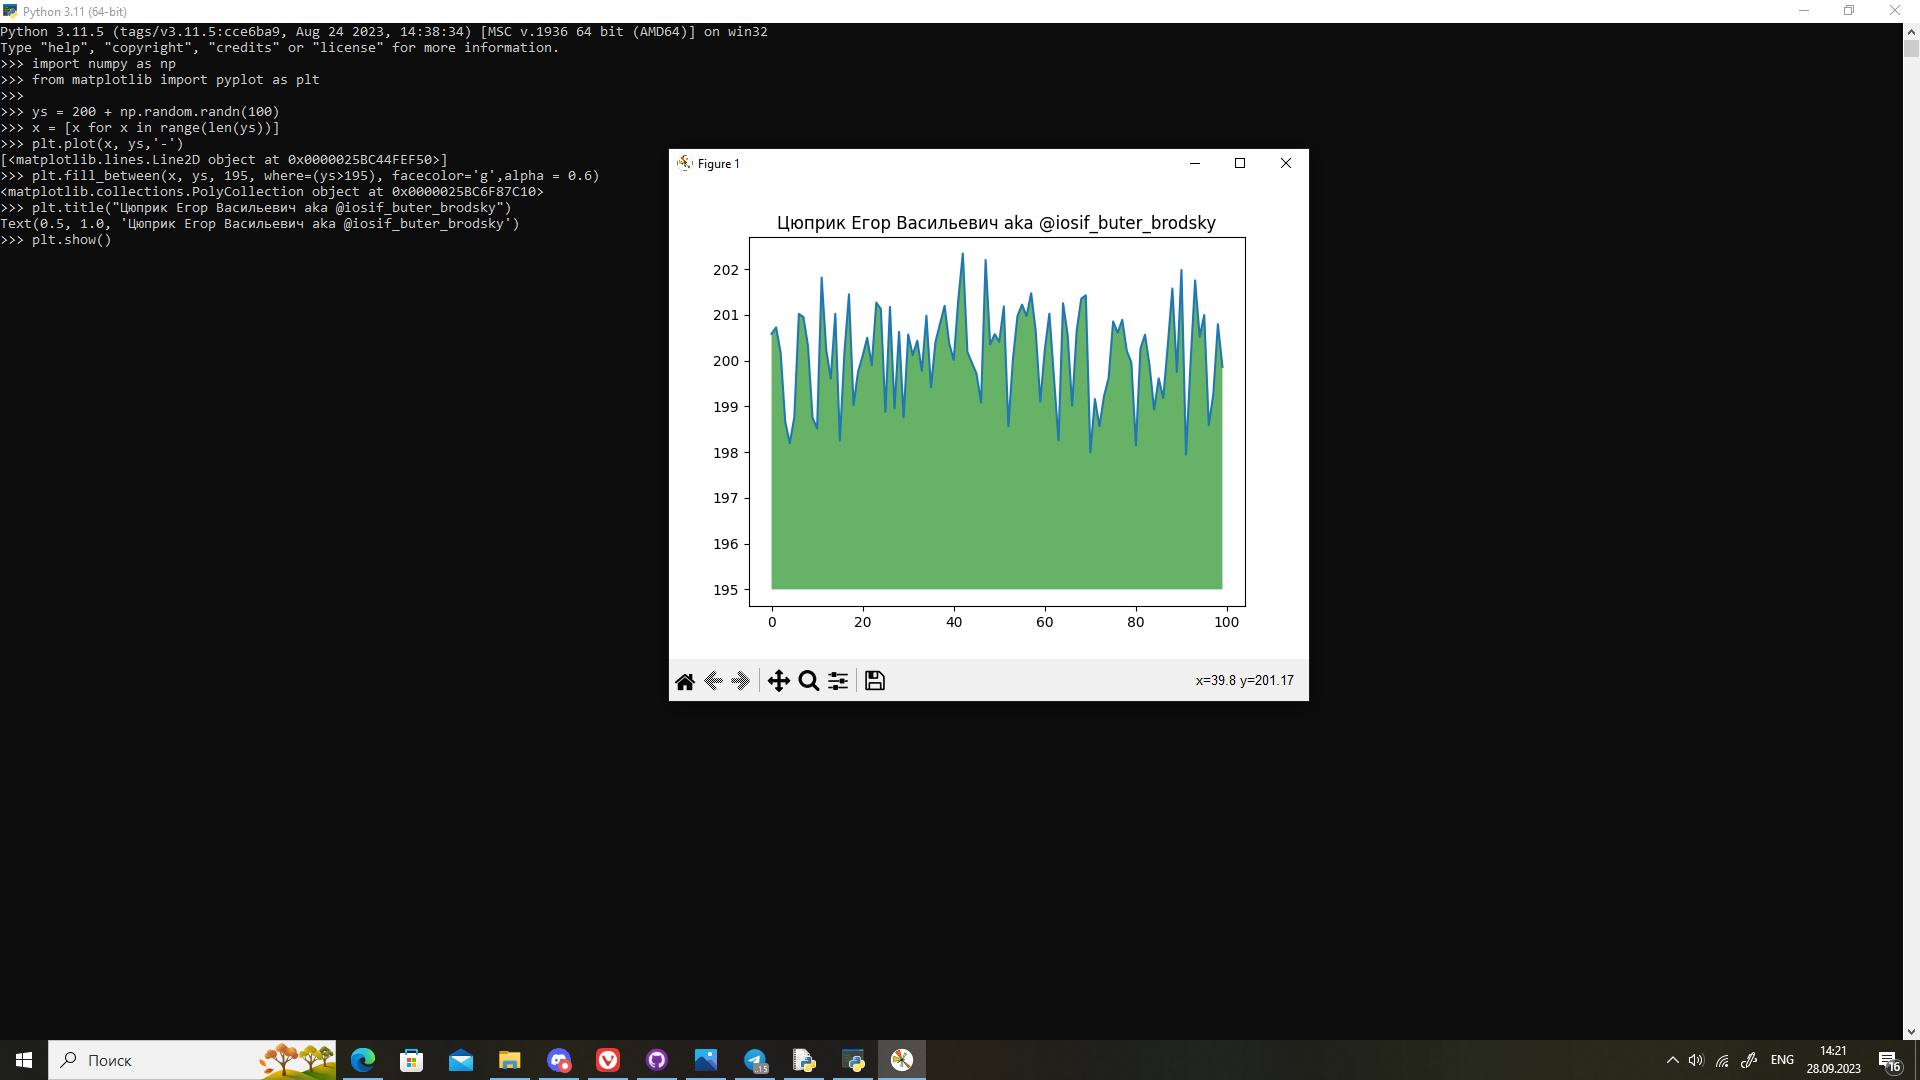 Python 3.11 (64-bit)
Python 3.11.5 (tags/v3.11.5:cce6ba9, Aug 24 2023, 14:38:34) [MSC v.1936 64 bit (AMD64)] on win32
Type "help", "copyright", "credits" or "license" for more information.
>>> import numpy as np
>>> from matplotlib import pyplot as plt
>>>
>>> ys = 200 + np.random.randn(100)
>>> x = [x for x in range(len(ys))]
>>> plt.plot(x, ys,'-')
[<matplotlib.lines.Line2D object at 0x0000025BC44FEF50>]
>>> plt.fill_between(x, ys, 195, where=(ys>195), facecolor='g',alpha = 0.6)
<matplotlib.collections.PolyCollection object at 0x0000025BC6F87C10>
>>> plt.title("Цюприк Егор Васильевич aka @iosif_buter_brodsky")
Text(0.5, 1.0, 'Цюприк Егор Васильевич aka @iosif_buter_brodsky')
>>> plt.show()
Figure 1
Цюприк Егор Васильевич aka @iosif_buter_brodsky
202
201
200
199
198
197
196
195
0 20 40 60 80 100
x=39.8 y=201.17
Поиск
15
ENG
14:21
28.09.2023
16